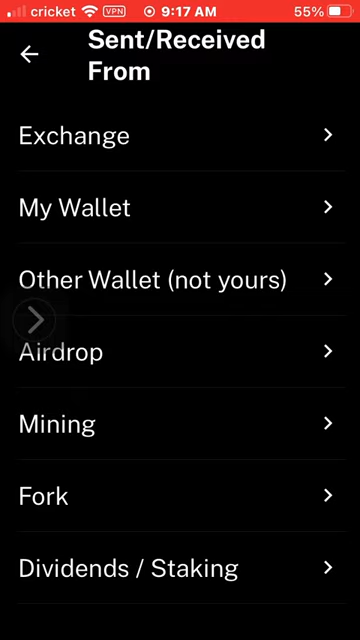 cricket VPN 9:17 AM 55%
Sent/Received
From
Exchange
My Wallet
Other Wallet (not yours)
Airdrop
Mining
Fork
Dividends / Staking